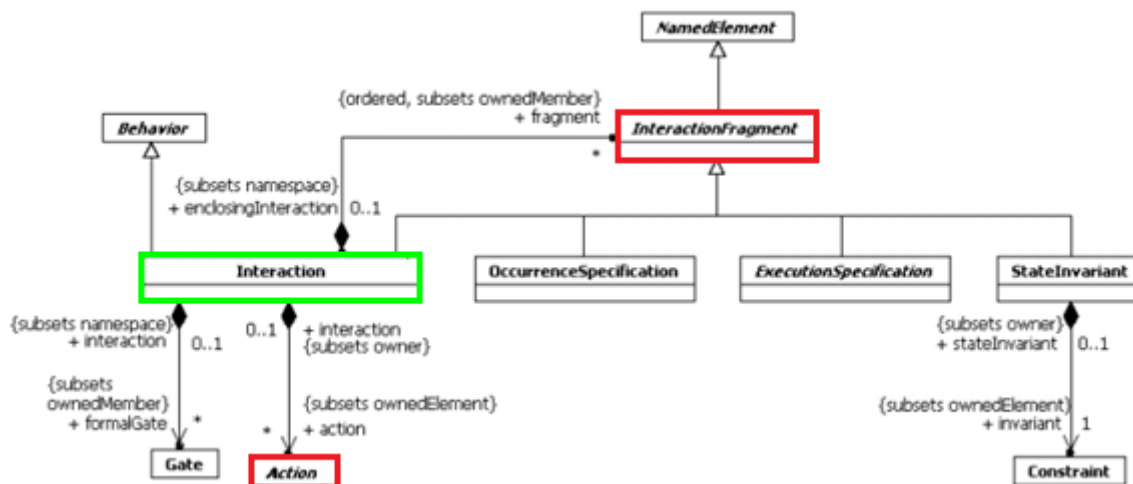 NamedElement
{ordered, subsets ownedMember}
+ fragment
*
InteractionFragment
Behavior
{subsets namespace}
+ enclosingInteraction
0..1
Interaction
OccurrenceSpecification
ExecutionSpecification
StateInvariant
{subsets namespace}
+ interaction
0..1
0..1
+ interaction
{subsets owner}
{subsets owner}
+ stateInvariant
0..1
{subsets
ownedMember}
+ formalGate
*
{subsets ownedElement}
+ action
*
{subsets ownedElement}
+ invariant
1
Gate
Action
Constraint